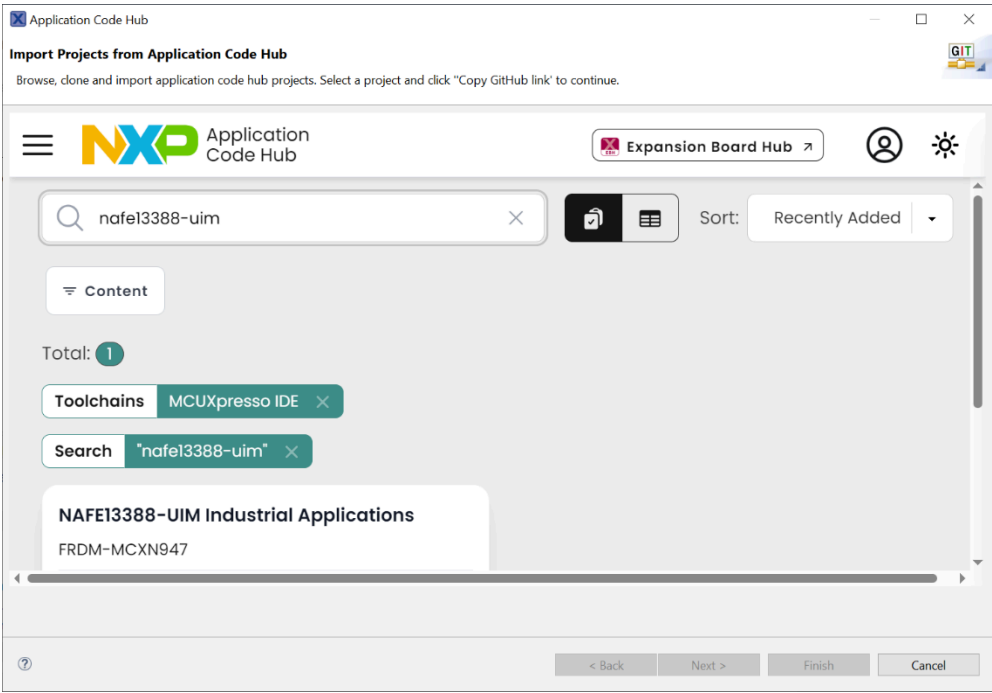 Application Code Hub
Import Projects from Application Code Hub
Browse, clone and import application code hub projects. Select a project and click "Copy GitHub link' to continue.
GIT
NXP Application
Code Hub
Expansion Board Hub
nafe13388-uim
Sort: Recently Added
Content
Total: 1
Toolchains MCUXpresso IDE
Search "nafe13388-uim"
NAFE13388-UIM Industrial Applications
FRDM-MCXN947
< Back Next > Finish Cancel